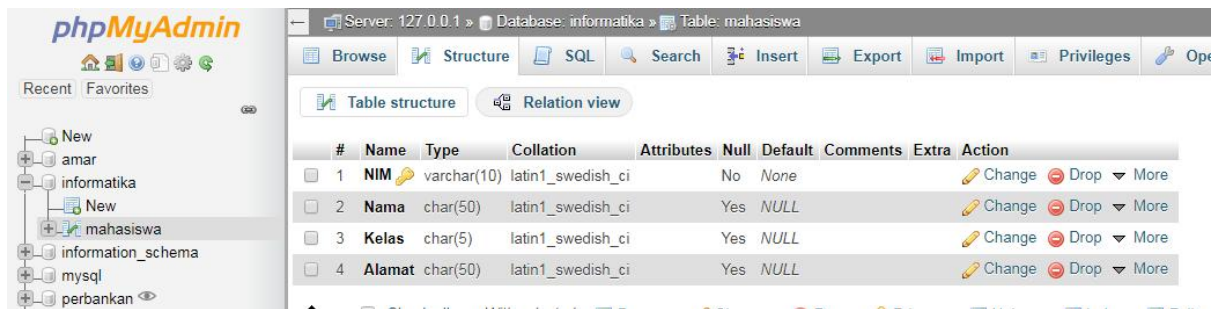 phpMyAdmin
Recent Favorites
New
amar
informatika
New
mahasiswa
information_schema
mysql
perbankan
Server: 127.0.0.1 » Database: informatika » Table: mahasiswa
Browse Structure SQL Search Insert Export Import Privileges Ope
Table structure Relation view
# Name Type Collation Attributes Null Default Comments Extra Action
1 NIM varchar(10) latin1_swedish_ci No None Change Drop More
2 Nama char(50) latin1_swedish_ci Yes NULL Change Drop More
3 Kelas char(5) latin1_swedish_ci Yes NULL Change Drop More
4 Alamat char(50) latin1_swedish_ci Yes NULL Change Drop More